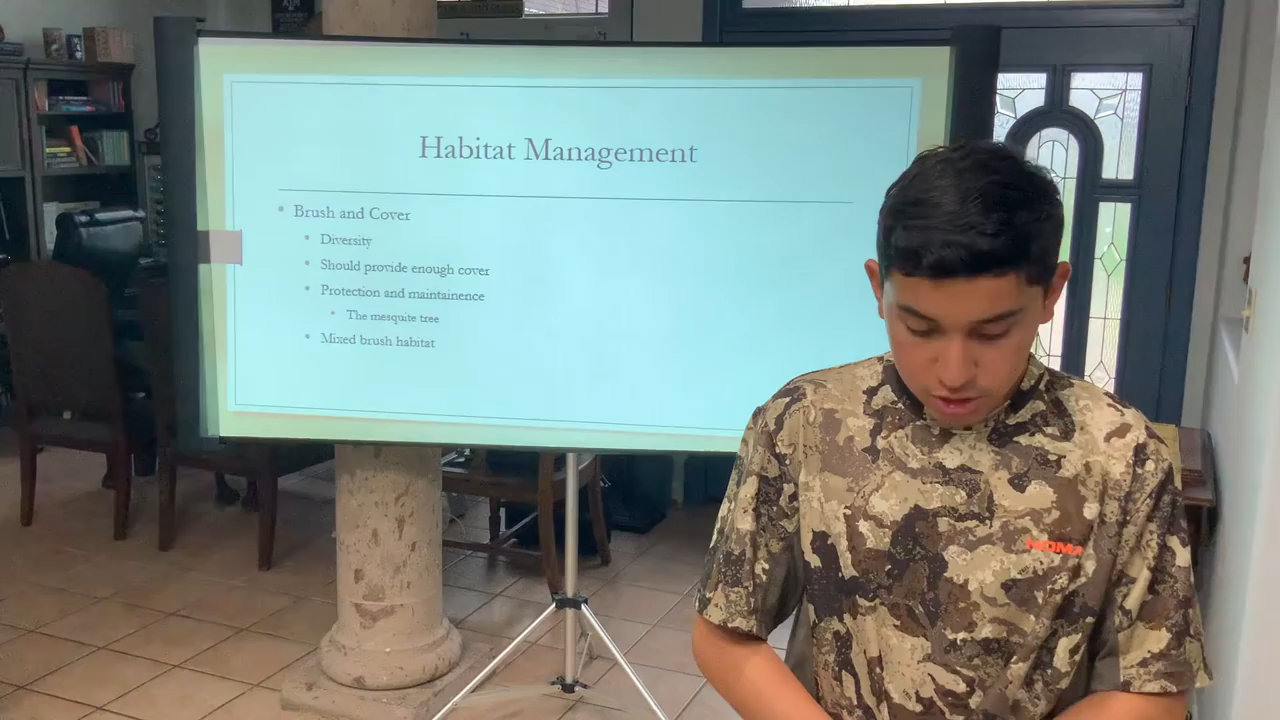 Habitat Management
Brush and Cover
Diversity
Should provide enough cover
Protection and maintainence
The mesquite tree
Mixed brush habitat